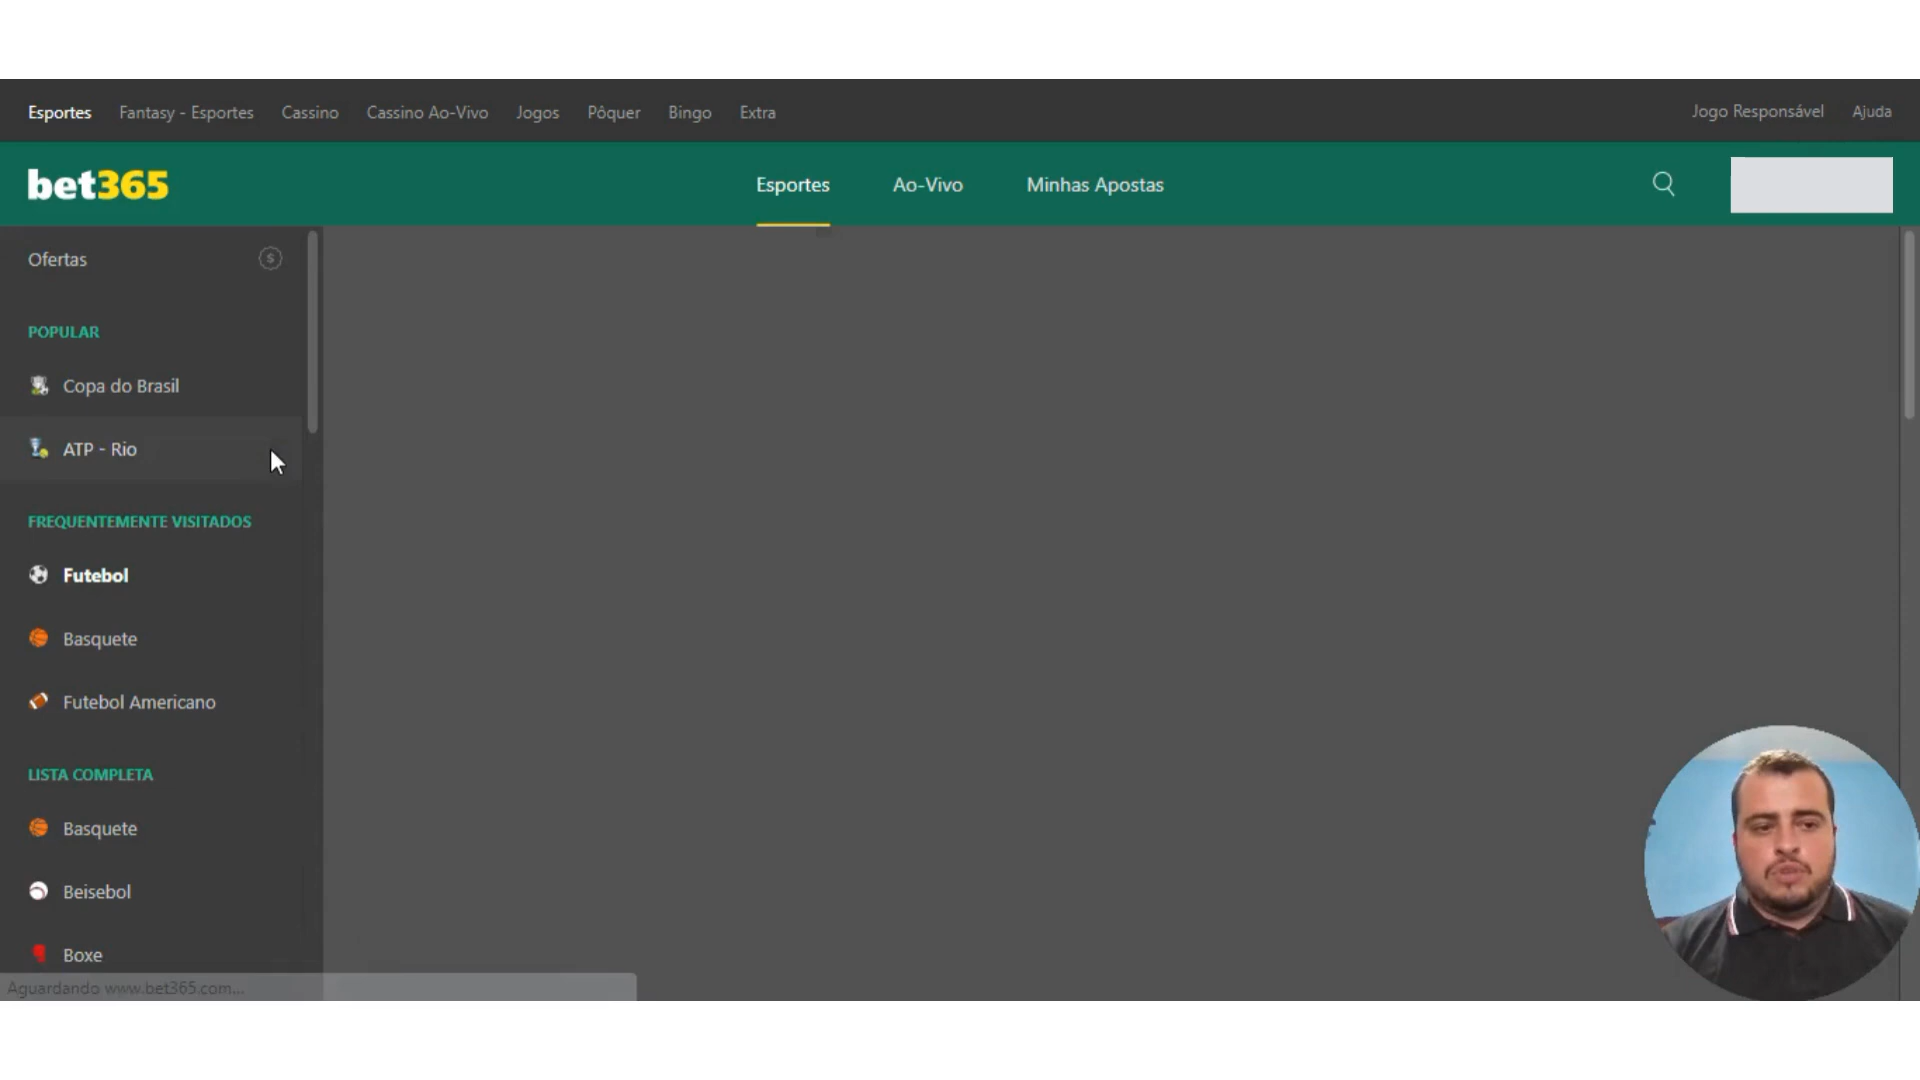 Esportes Fantasy - Esportes Cassino Cassino Ao-Vivo Jogos Pôquer Bingo Extra Jogo Responsável Ajuda
bet365 Esportes Ao-Vivo Minhas Apostas
Ofertas
POPULAR
Copa do Brasil
ATP - Rio
FREQUENTEMENTE VISITADOS
Futebol
Basquete
Futebol Americano
LISTA COMPLETA
Basquete
Beisebol
Boxe
Aguardando www.bet365.com...